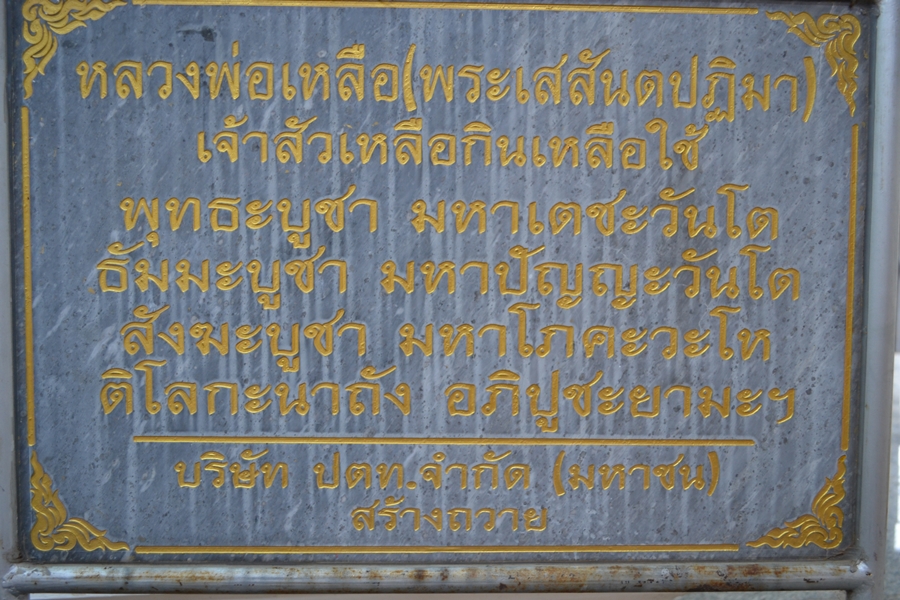 หลวงพ่อเหลือ(พระเสสันตปฏิมา)
เจ้าสัวเหลือกินเหลือใช้
พุทธะบูชา มหาเตชะวันโต
ธัมมะบูชา มหาปัญญะวันโต
สังฆะบูชา มหาโภคะวะโห
ติโลกะนาถัง อภิปูชะยามะฯ
บริษัท ปตท.จำกัด (มหาชน)
สร้างถวาย